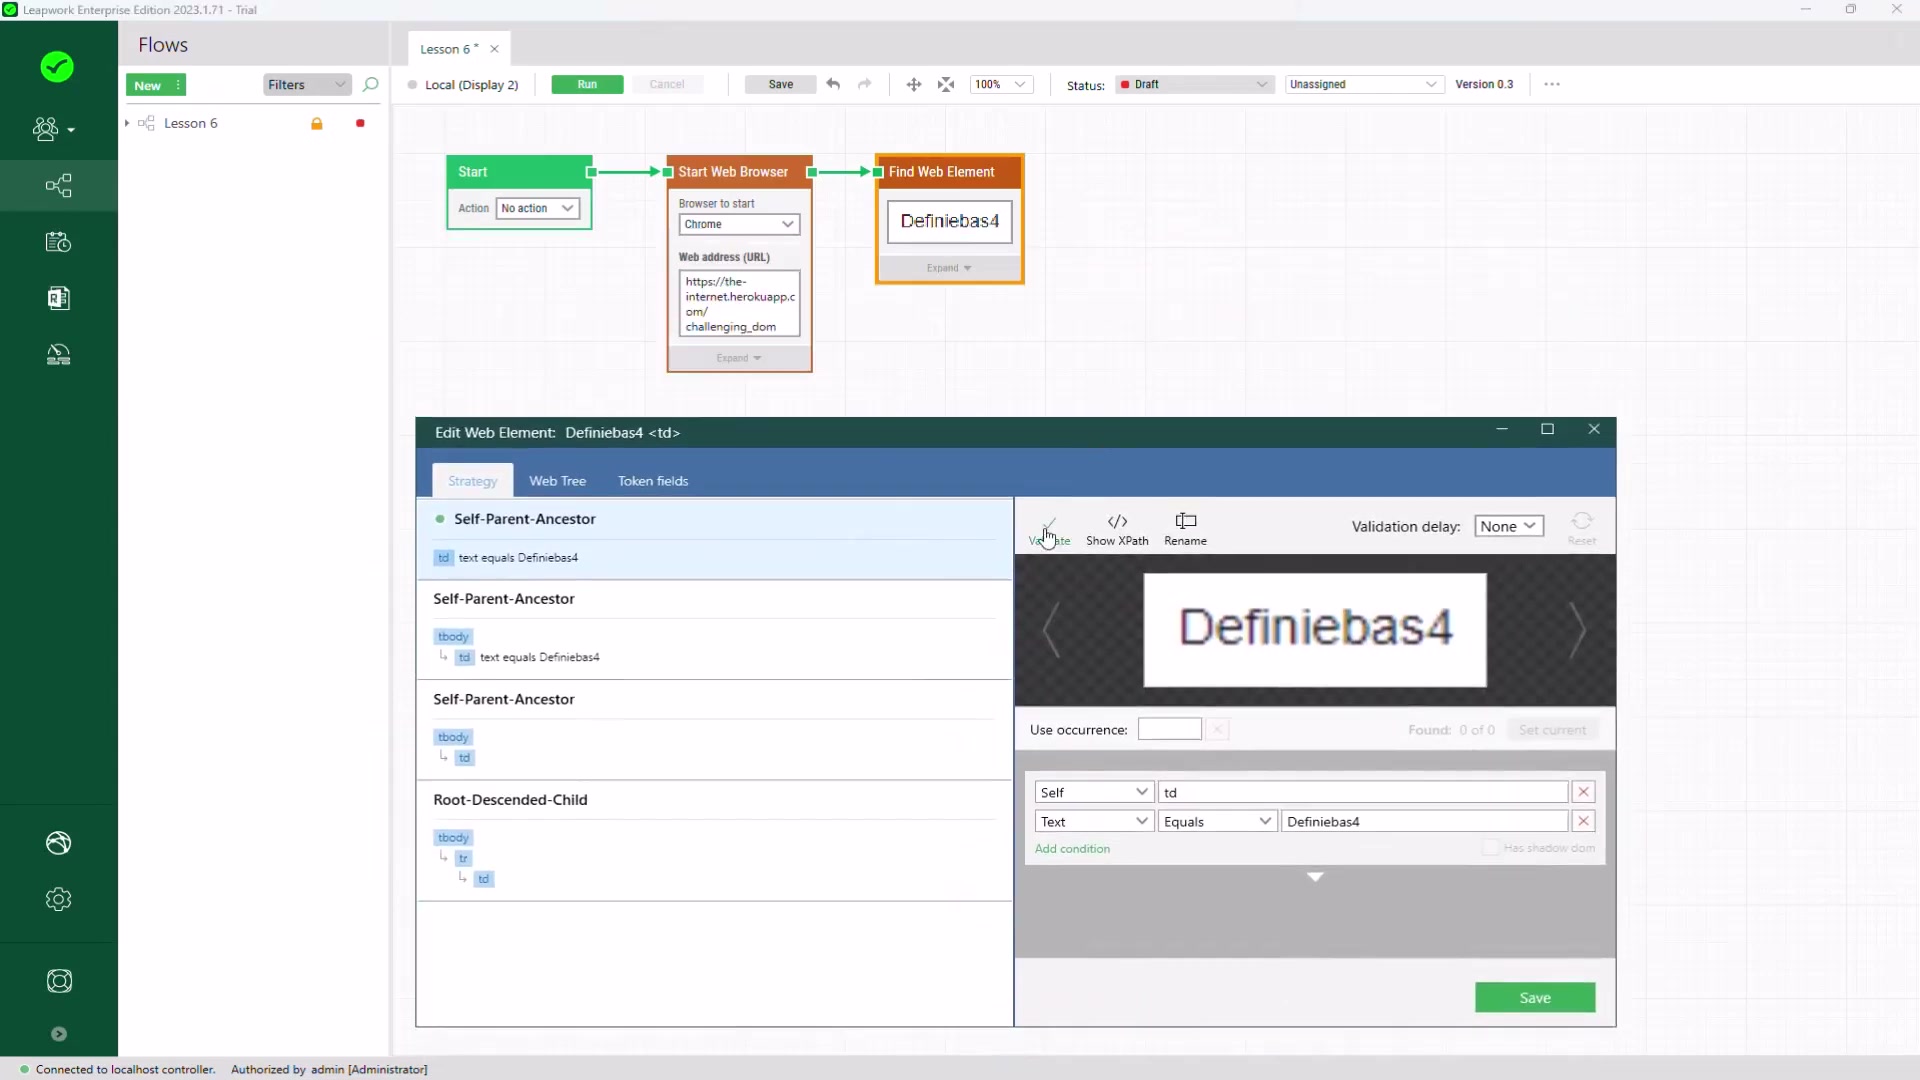 Leapwork Enterprise Edition 2023.1.71 - Trial
Flows
Lesson 6 *
New
Filters
Local (Display 2)
Run
Cancel
Save
100%
Status:
Draft
Unassigned
Version 0.3
Lesson 6
Start
Action
No action
Start Web Browser
Browser to start
Chrome
Web address (URL)
https://the-
internet.herokuapp.c
om/
challenging_dom
Expand
Find Web Element
Definiebas4
Expand
Edit Web Element: Definiebas4 <td>
Strategy
Web Tree
Token fields
Self-Parent-Ancestor
td text equals Definiebas4
Self-Parent-Ancestor
tbody
td text equals Definiebas4
Self-Parent-Ancestor
tbody
td
Root-Descended-Child
tbody
tr
td
Validate
Show XPath
Rename
Validation delay:
None
Reset
Definiebas4
Use occurrence:
Found: 0 of 0
Set current
Self
td
Text
Equals
Definiebas4
Add condition
Has shadow dom
Save
Connected to localhost controller. Authorized by admin [Administrator]